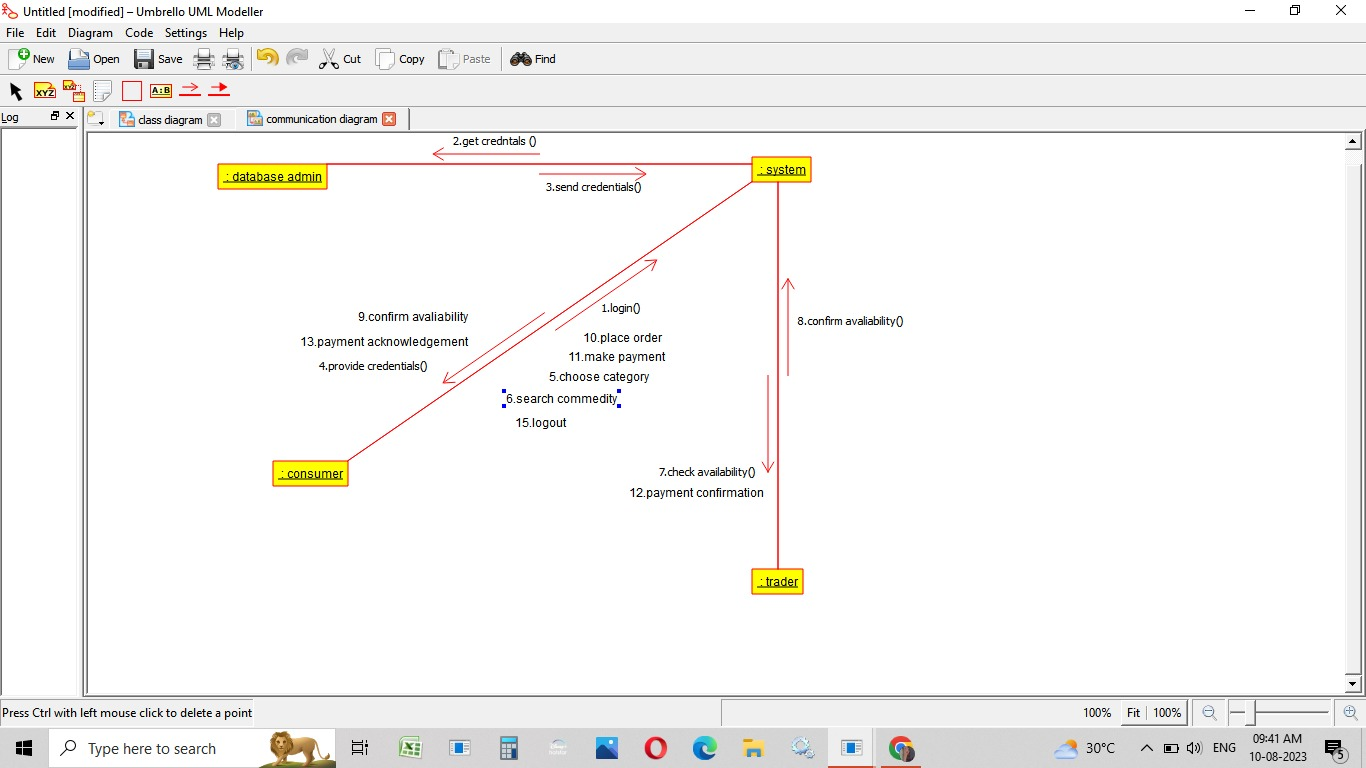 Untitled [modified] – Umbrello UML Modeller
File Edit Diagram Code Settings Help
New Open Save Cut Copy Paste Find
XYZ XYZ A:B
Log class diagram communication diagram
2.get credntals ()
: database admin : system
3.send credentials()
1.login()
9.confirm avaliability
8.confirm avaliability()
10.place order
13.payment acknowledgement
11.make payment
4.provide credentials()
5.choose category
6.search commedity
15.logout
: consumer
7.check availability()
12.payment confirmation
: trader
Press Ctrl with left mouse click to delete a point 100% Fit 100%
Type here to search 30°C ENG 09:41 AM
10-08-2023 5